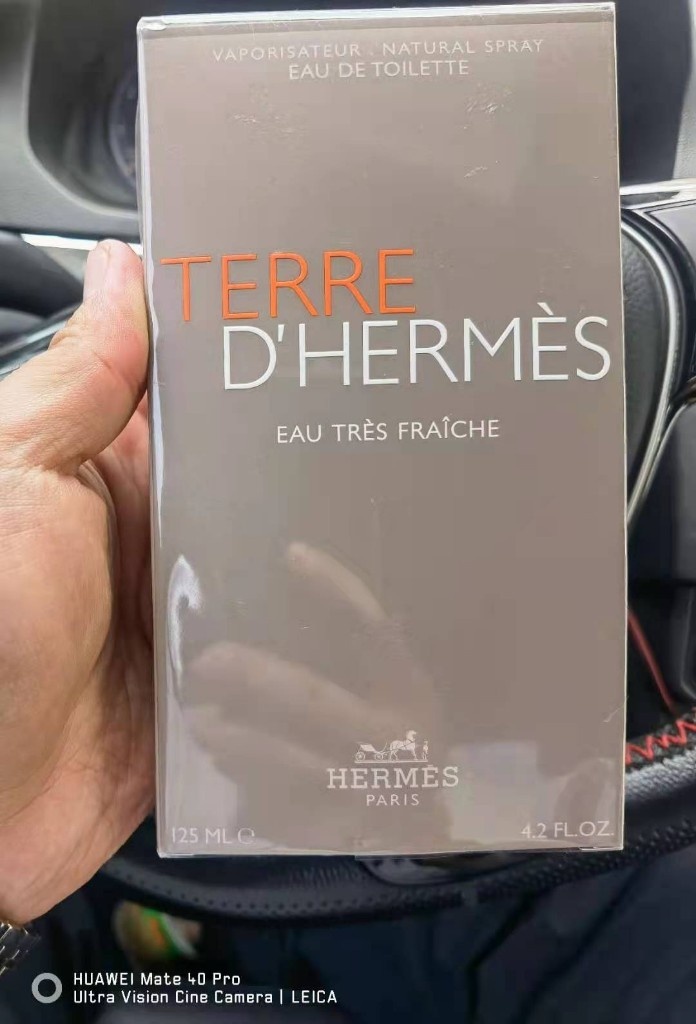 VAPORISATEUR . NATURAL SPRAY
EAU DE TOILETTE
TERRE
D'HERMÈS
EAU TRÈS FRAÎCHE
HERMÈS
PARIS
125 ML ℮
4.2 FL.OZ.
HUAWEI Mate 40 Pro
Ultra Vision Cine Camera | LEICA